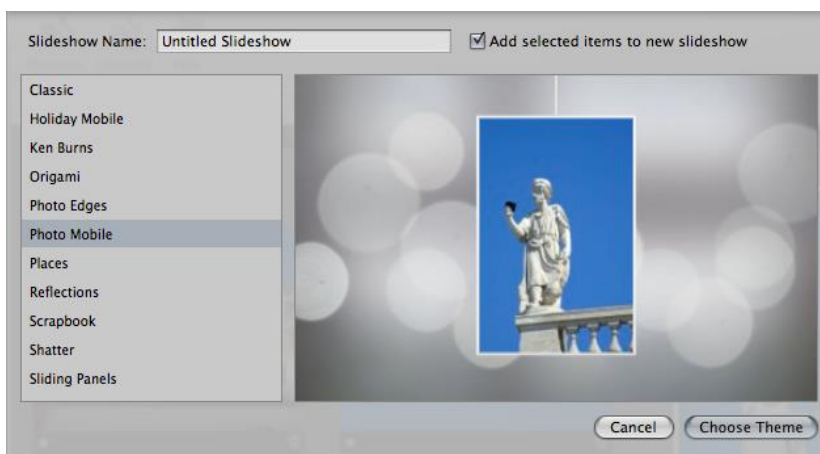 Slideshow Name: Untitled Slideshow Add selected items to new slideshow
Classic
Holiday Mobile
Ken Burns
Origami
Photo Edges
Photo Mobile
Places
Reflections
Scrapbook
Shatter
Sliding Panels
Cancel Choose Theme